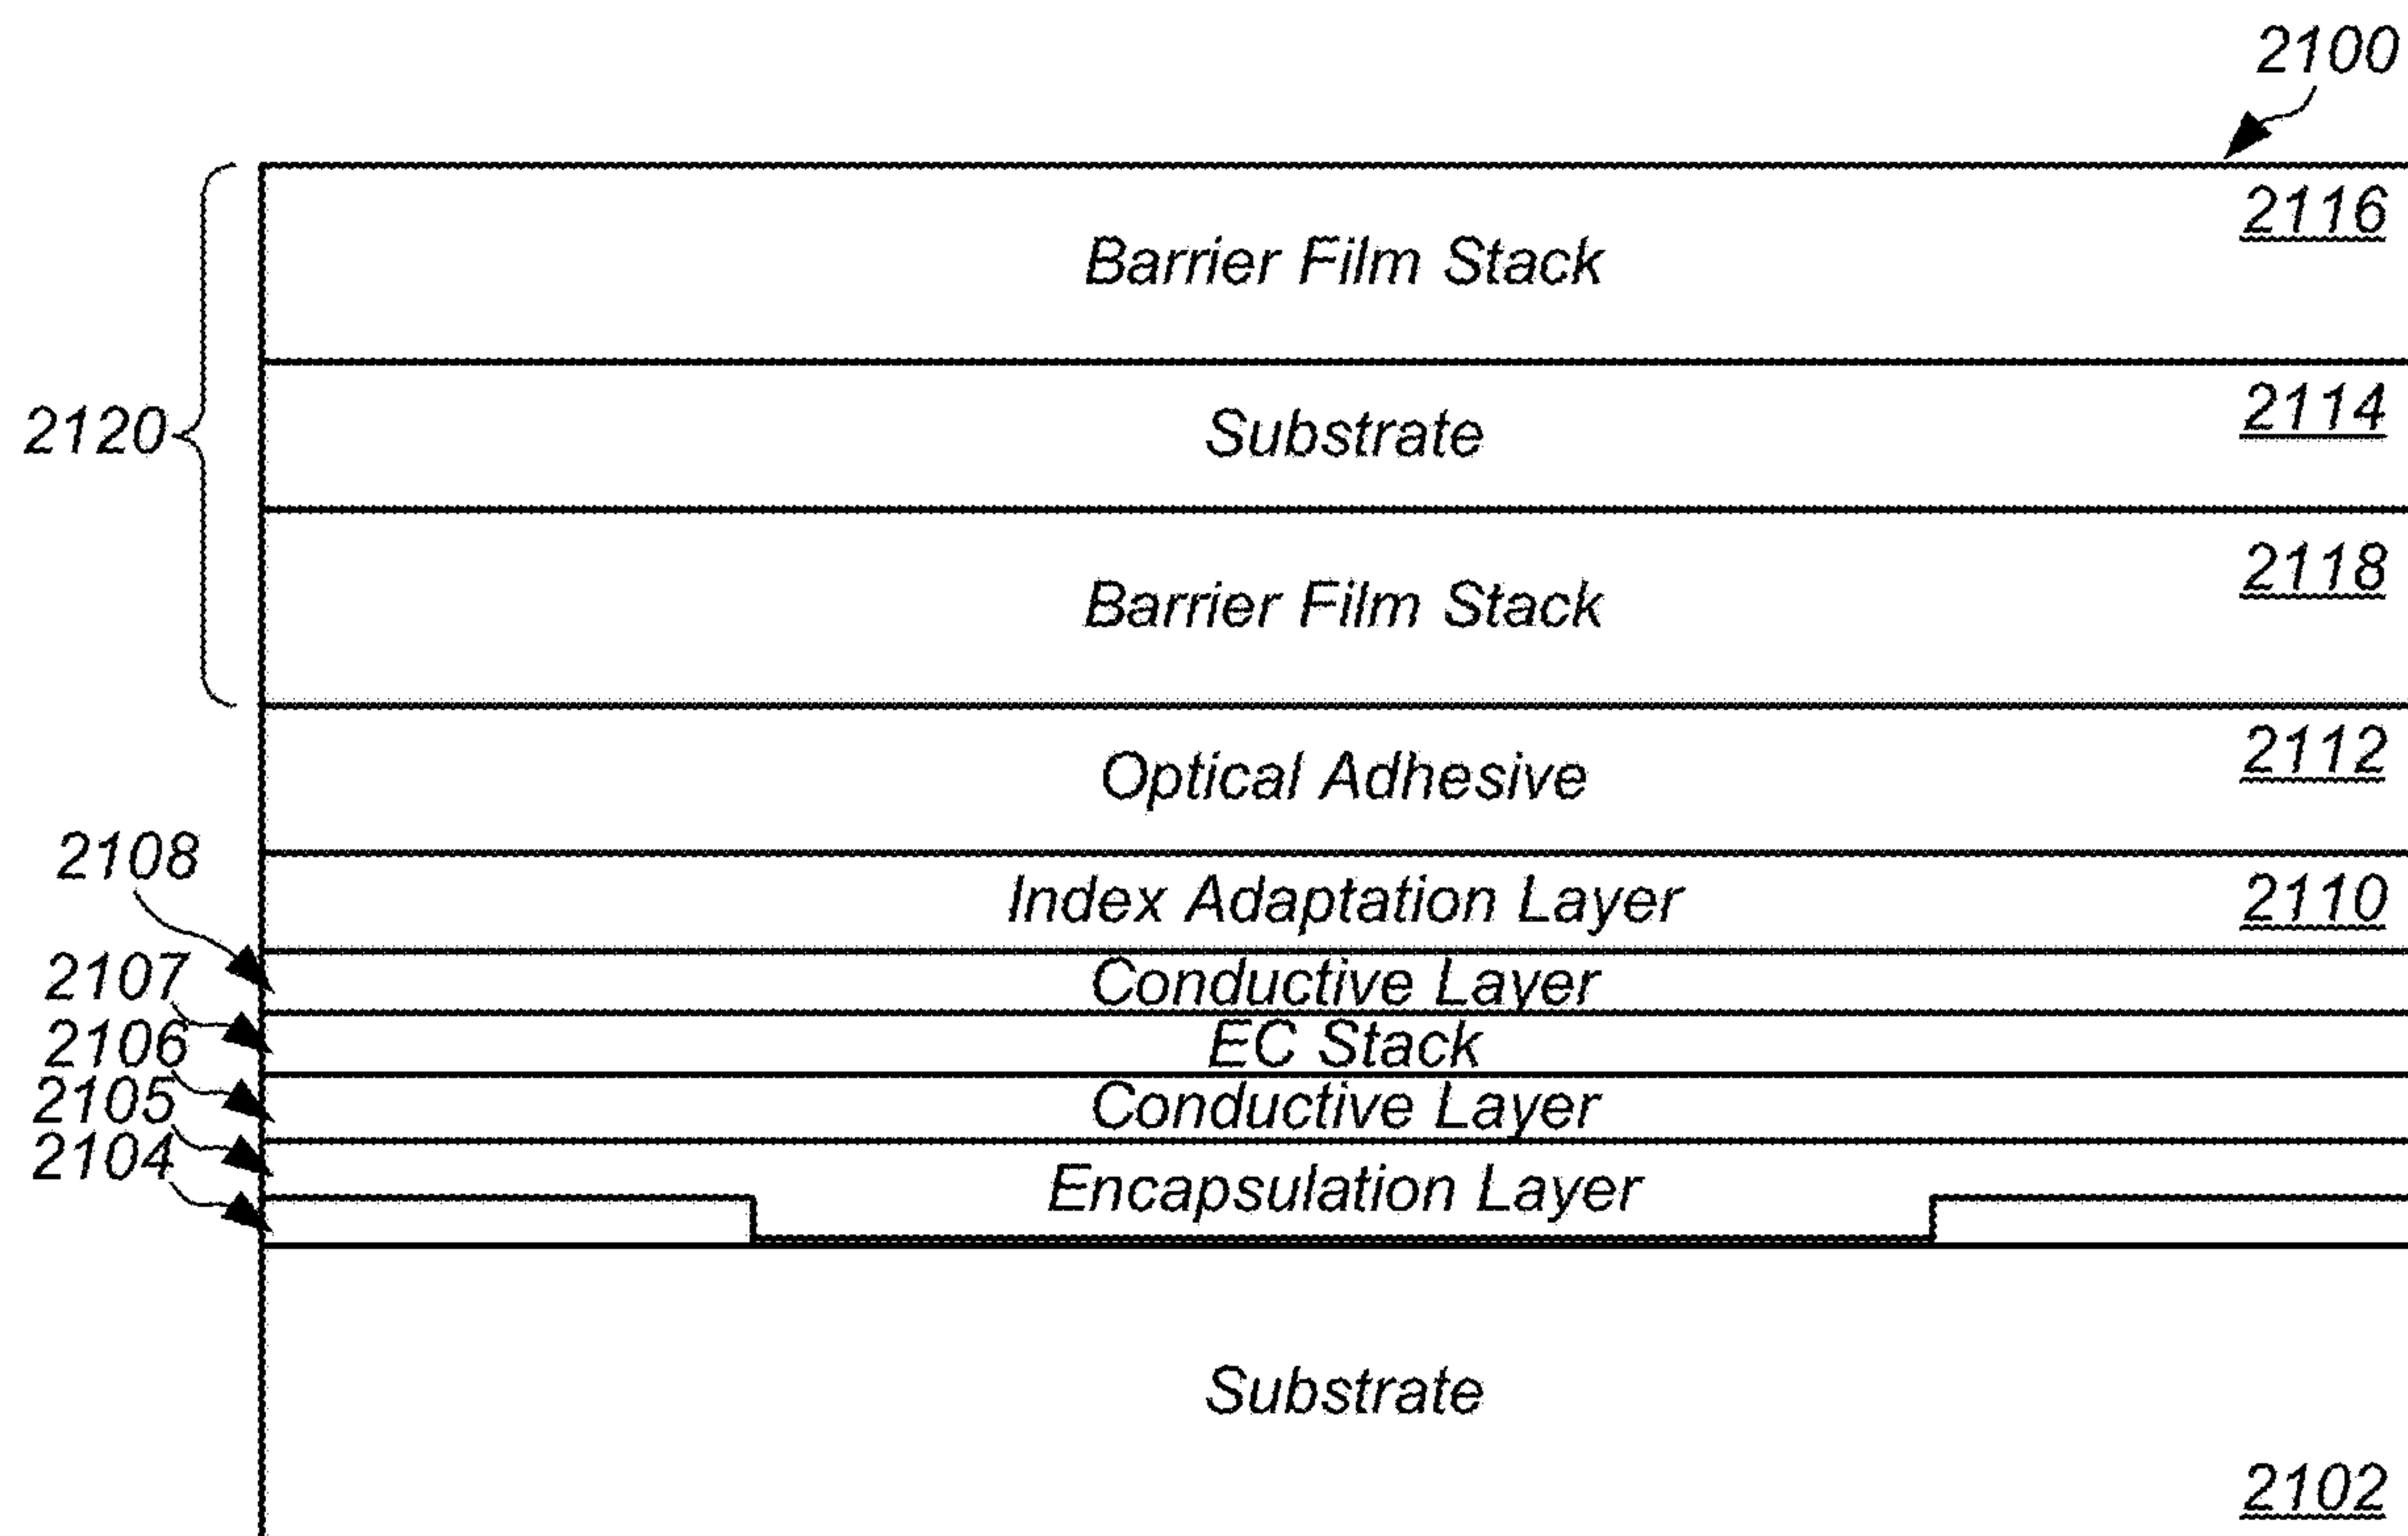 2100
2116
Barrier Film Stack
2114
Substrate
2120
2118
Barrier Film Stack
2112
Optical Adhesive
2108
Index Adaptation Layer
2110
2107
Conductive Layer
2106
EC Stack
2105
Conductive Layer
2104
Encapsulation Layer
Substrate
2102